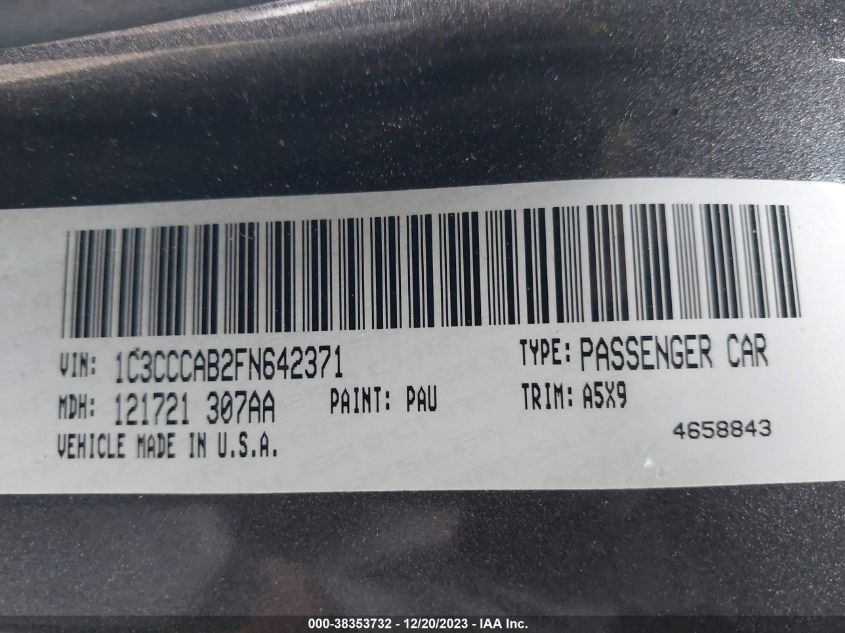 VIN: 1C3CCCAB2FN642371 TYPE: PASSENGER CAR
MDH: 121721 307AA PAINT: PAU TRIM: A5X9
VEHICLE MADE IN U.S.A. 4658843
000-38353732 - 12/20/2023 - IAA Inc.